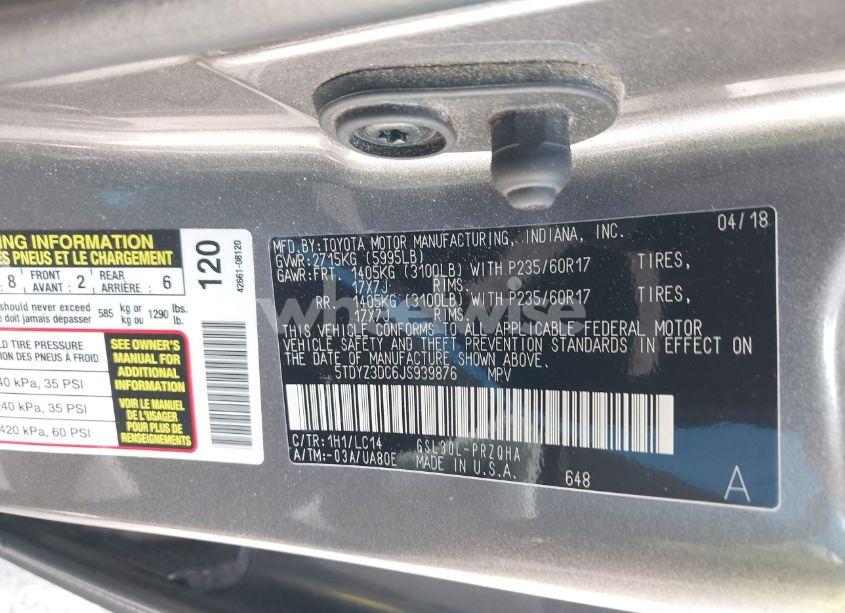 ING INFORMATION
DES PNEUS ET LE CHARGEMENT
8 FRONT AVANT: 2 REAR ARRIÈRE: 6
should never exceed 585 kg or kg ou 1290 lbs. lb.
e doit jamais dépasser
LD TIRE PRESSURE
ION DES PNEUS À FROID
40 kPa, 35 PSI
240 kPa, 35 PSI
420 kPa, 60 PSI
SEE OWNER'S
MANUAL FOR
ADDITIONAL
INFORMATION
VOIR LE MANUEL
DE L'USAGER
POUR PLUS DE
RENSEIGNEMENTS
120
42661-08120
04/18
MFD.BY:TOYOTA MOTOR MANUFACTURING, INDIANA, INC.
GVWR:2715KG (5995LB)
GAWR:FRT. 1405KG (3100LB) WITH P235/60R17 TIRES,
17X7J RIMS,
RR. 1405KG (3100LB) WITH P235/60R17 TIRES,
17X7J RIMS,
THIS VEHICLE CONFORMS TO ALL APPLICABLE FEDERAL MOTOR
VEHICLE SAFETY AND THEFT PREVENTION STANDARDS IN EFFECT ON
THE DATE OF MANUFACTURE SHOWN ABOVE.
5TDYZ3DC6JS939876 MPV
C/TR:1H1/LC14 GSL30L-PRZQHA
A/TM:-03A/UA80E MADE IN U.S.A.
648
A
wheelwise